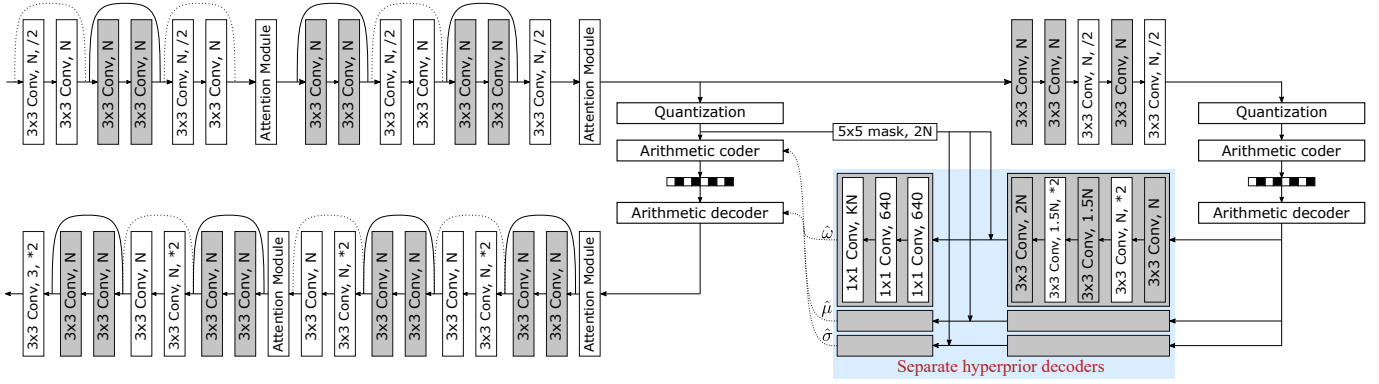 3x3 Conv, N, /2
3x3 Conv, N
3x3 Conv, N
3x3 Conv, N
3x3 Conv, N, /2
3x3 Conv, N
Attention Module
3x3 Conv, N
3x3 Conv, N
3x3 Conv, N, /2
3x3 Conv, N
3x3 Conv, N
3x3 Conv, N
3x3 Conv, N, /2
Attention Module
3x3 Conv, N
3x3 Conv, N
3x3 Conv, N, /2
3x3 Conv, N
3x3 Conv, N, /2
Quantization
Arithmetic coder
Arithmetic decoder
5x5 mask, 2N
Quantization
Arithmetic coder
Arithmetic decoder
3x3 Conv, 3, *2
3x3 Conv, N
3x3 Conv, N
3x3 Conv, N
3x3 Conv, N, *2
3x3 Conv, N
3x3 Conv, N
Attention Module
3x3 Conv, N
3x3 Conv, N, *2
3x3 Conv, N
3x3 Conv, N
3x3 Conv, N
3x3 Conv, N, *2
3x3 Conv, N
3x3 Conv, N
Attention Module
ω̂
μ̂
σ̂
1x1 Conv, KN
1x1 Conv, 640
1x1 Conv, 640
3x3 Conv, 2N
3x3 Conv, 1.5N, *2
3x3 Conv, 1.5N
3x3 Conv, N, *2
3x3 Conv, N
Separate hyperprior decoders